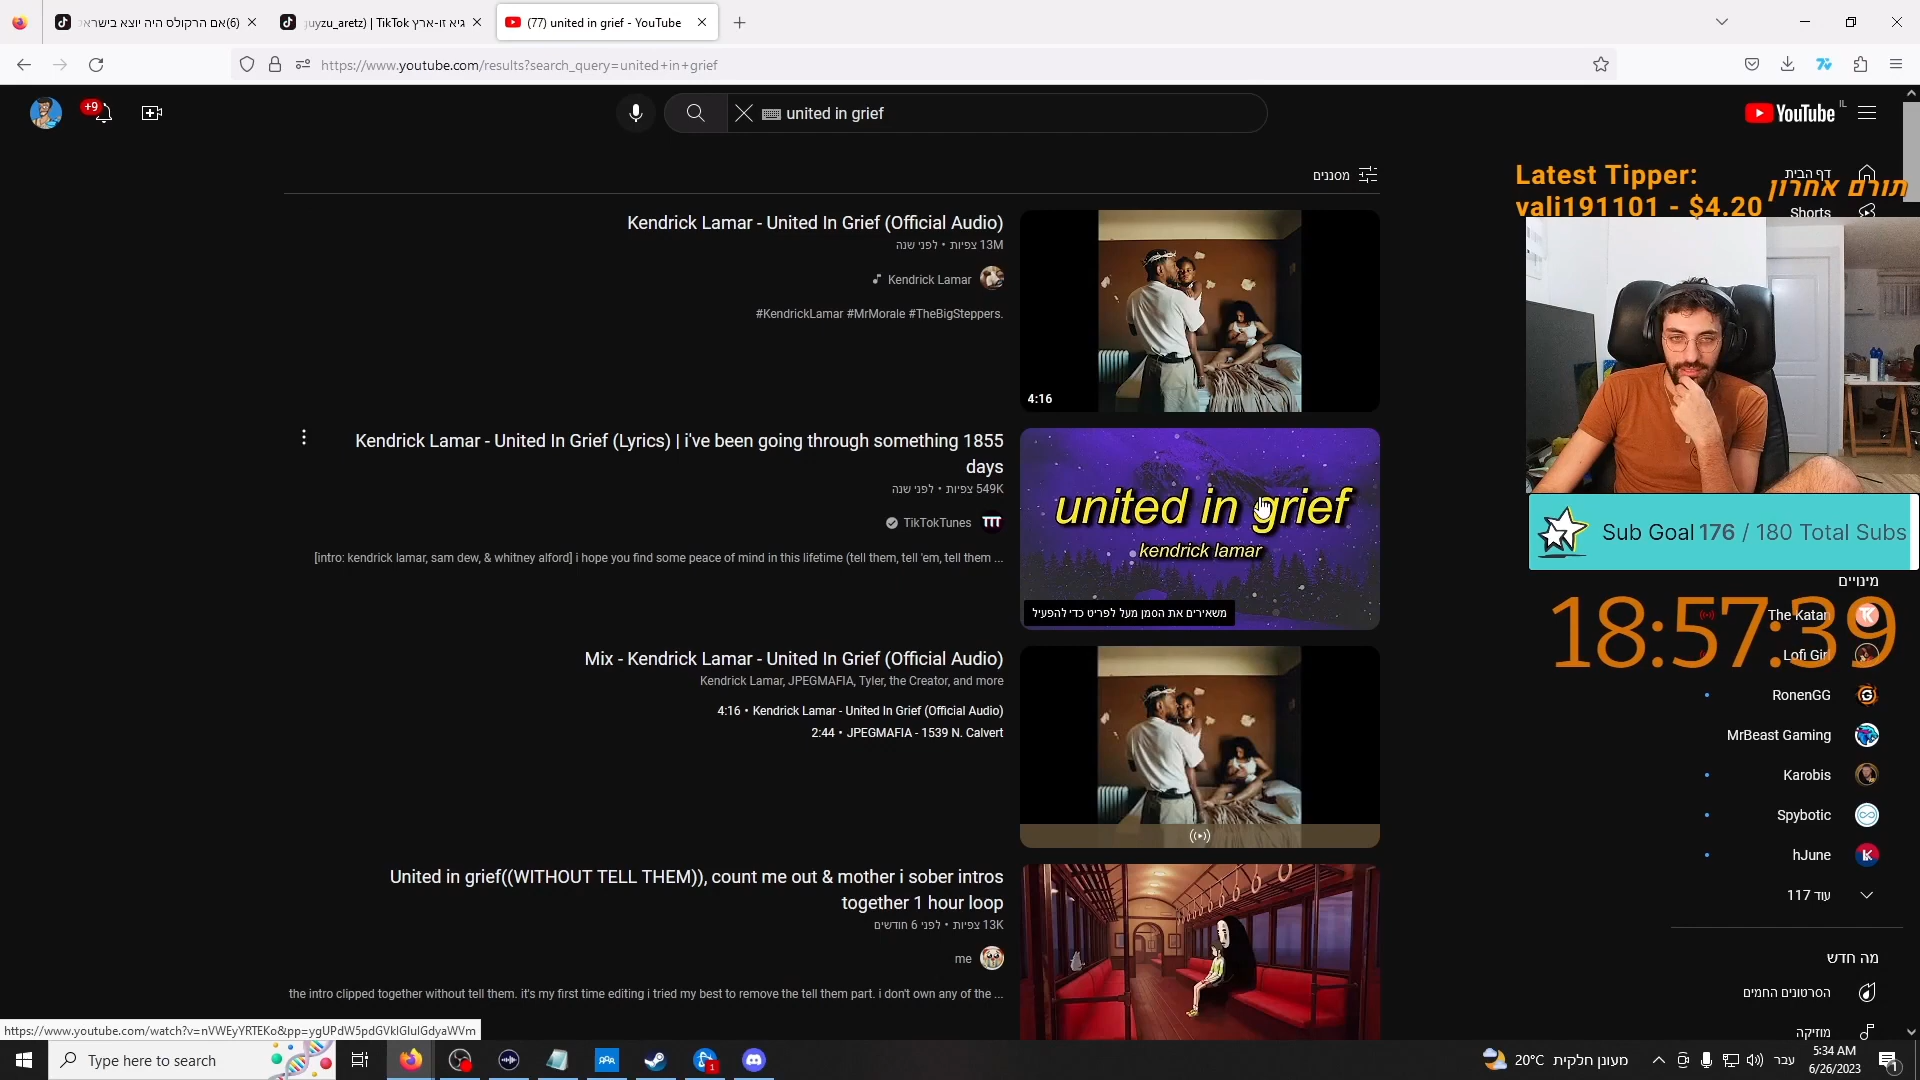 (6)אם הרקולס היה יוצא בישרא
גיא זו-ארץ (guyzu_aretz) | TikTok
(77) united in grief - YouTube
https://www.youtube.com/results?search_query=united+in+grief
+9
united in grief
YouTube IL
מסננים
Latest Tipper:
vali191101 - $4.20
תורם אחרון
דף הבית
Shorts
Kendrick Lamar - United In Grief (Official Audio)
13M צפיות • לפני שנה
Kendrick Lamar
#KendrickLamar #MrMorale #TheBigSteppers.
4:16
Kendrick Lamar - United In Grief (Lyrics) | i've been going through something 1855
days
549K צפיות • לפני שנה
TikTokTunes
[intro: kendrick lamar, sam dew, & whitney alford] i hope you find some peace of mind in this lifetime (tell them, tell 'em, tell them ...
united in grief
kendrick lamar
משאירים את הסמן מעל לפריט כדי להפעיל
Sub Goal 176 / 180 Total Subs
מינויים
18:57:39
The Katan
Lofi Girl
RonenGG
MrBeast Gaming
Karobis
Spybotic
hJune
עוד 117
Mix - Kendrick Lamar - United In Grief (Official Audio)
Kendrick Lamar, JPEGMAFIA, Tyler, the Creator, and more
4:16 • Kendrick Lamar - United In Grief (Official Audio)
2:44 • JPEGMAFIA - 1539 N. Calvert
United in grief((WITHOUT TELL THEM)), count me out & mother i sober intros
together 1 hour loop
13K צפיות • לפני 6 חודשים
me
the intro clipped together without tell them. it's my first time editing i tried my best to remove the tell them part. i don't own any of the ...
מה חדש
הסרטונים החמים
מוזיקה
https://www.youtube.com/watch?v=nVWEyYRTEKo&pp=ygUPdW5pdGVkIGluIGdyaWVm
Type here to search
20°C מעונן חלקית
עבר
5:34 AM
6/26/2023